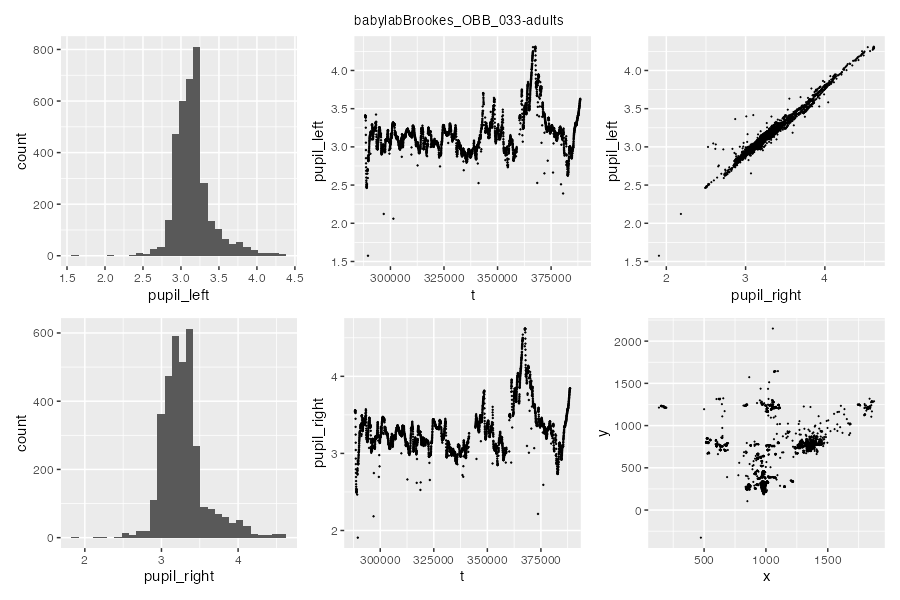 babylabBrookes_OBB_033-adults
count
800
600
400
200
0
1.5 2.0 2.5 3.0 3.5 4.0 4.5
pupil_left
pupil_left
4.0
3.5
3.0
2.5
2.0
1.5
300000 325000 350000 375000
t
pupil_left
4.0
3.5
3.0
2.5
2.0
1.5
2 3 4
pupil_right
count
600
400
200
0
2 3 4
pupil_right
pupil_right
4
3
2
300000 325000 350000 375000
t
y
2000
1500
1000
500
0
500 1000 1500
x